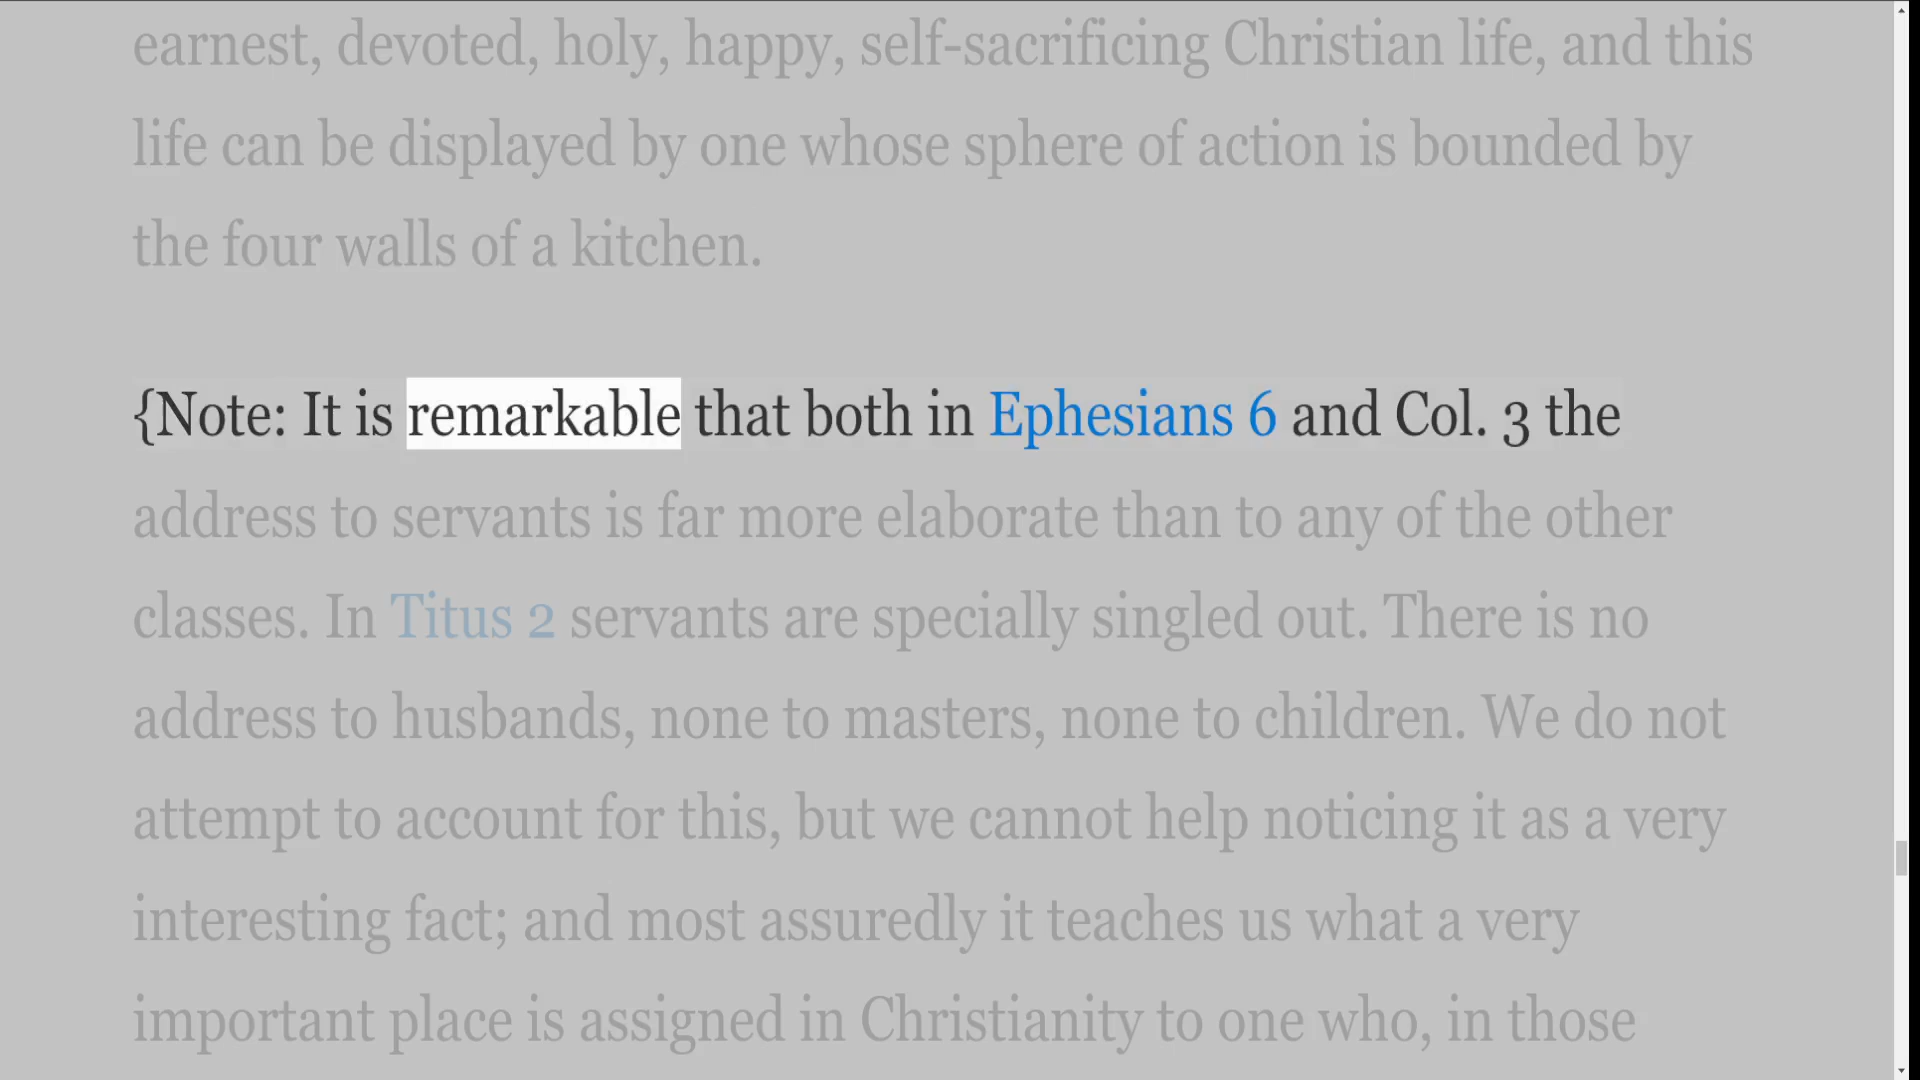 earnest, devoted, holy, happy, self-sacrificing Christian life, and this
life can be displayed by one whose sphere of action is bounded by
the four walls of a kitchen.
{Note: It is remarkable that both in Ephesians 6 and Col. 3 the
address to servants is far more elaborate than to any of the other
classes. In Titus 2 servants are specially singled out. There is no
address to husbands, none to masters, none to children. We do not
attempt to account for this, but we cannot help noticing it as a very
interesting fact; and most assuredly it teaches us what a very
important place is assigned in Christianity to one who, in those